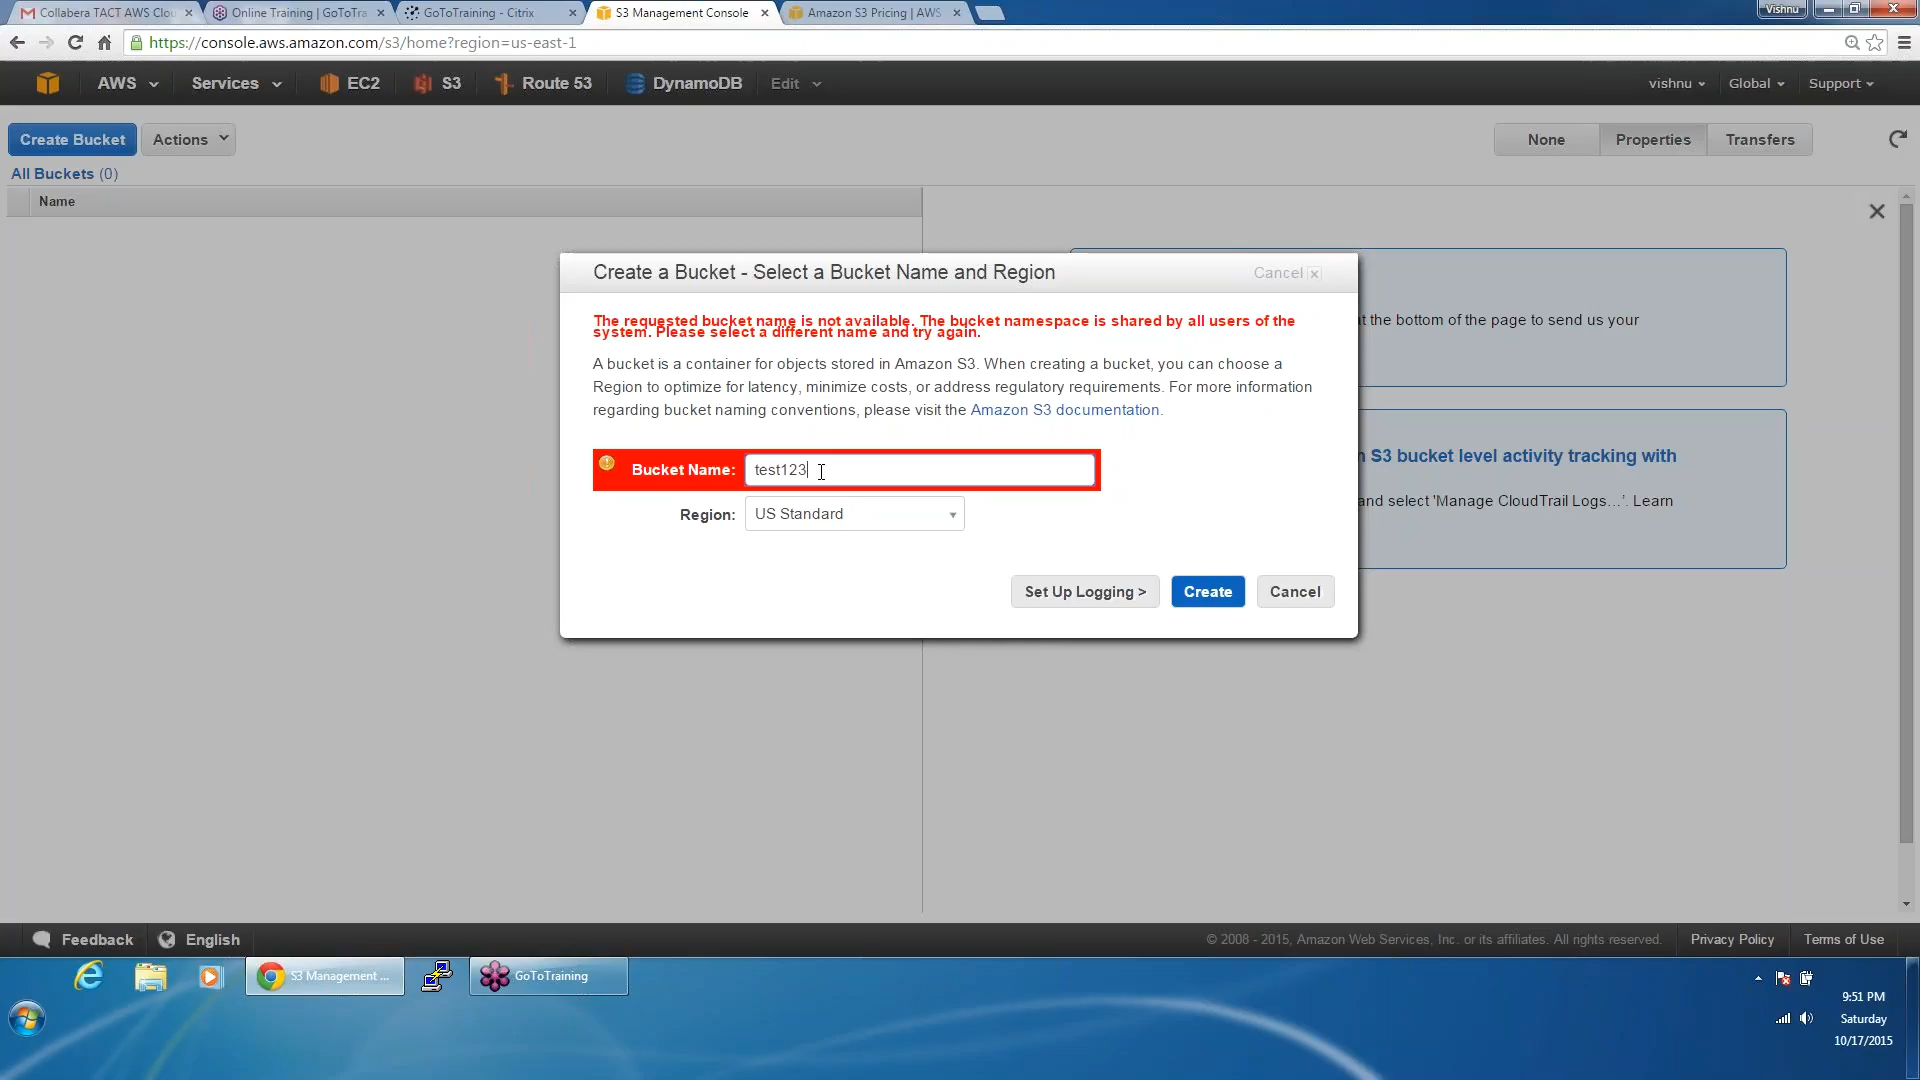 Collabera TACT AWS Clou
Online Training | GoToTra
GoToTraining - Citrix
S3 Management Console
Amazon S3 Pricing | AWS
Vishnu
https://console.aws.amazon.com/s3/home?region=us-east-1
AWS
Services
EC2
S3
Route 53
DynamoDB
Edit
vishnu
Global
Support
Create Bucket
Actions
None
Properties
Transfers
All Buckets (0)
Name
Create a Bucket - Select a Bucket Name and Region
Cancel
The requested bucket name is not available. The bucket namespace is shared by all users of the
system. Please select a different name and try again.
at the bottom of the page to send us your
A bucket is a container for objects stored in Amazon S3. When creating a bucket, you can choose a
Region to optimize for latency, minimize costs, or address regulatory requirements. For more information
regarding bucket naming conventions, please visit the Amazon S3 documentation.
S3 bucket level activity tracking with
Bucket Name: test123
and select 'Manage CloudTrail Logs...'. Learn
Region: US Standard
Set Up Logging >
Create
Cancel
Feedback
English
© 2008 - 2015, Amazon Web Services, Inc. or its affiliates. All rights reserved.
Privacy Policy
Terms of Use
S3 Management ...
GoToTraining
9:51 PM
Saturday
10/17/2015